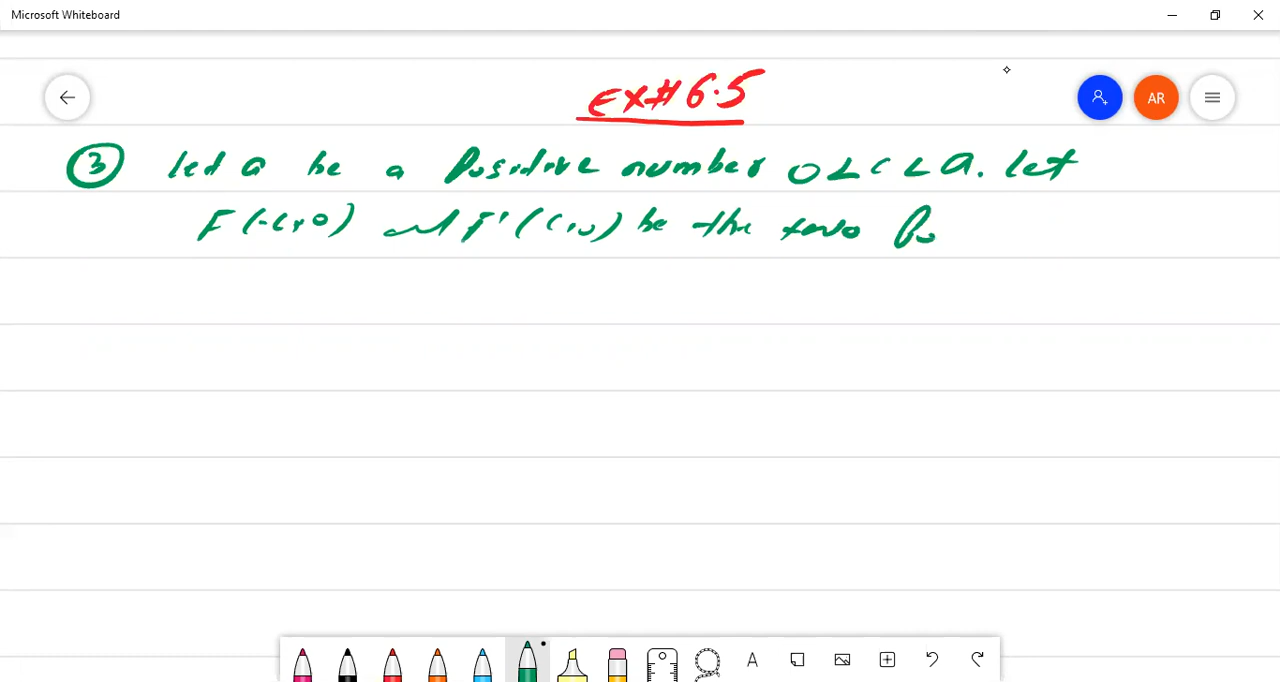 Microsoft Whiteboard
EX# 6.5
AR
③ let a be a Positive number 0 < c < a. let
F(-c,0) and F'(c,0) be the two Po
A